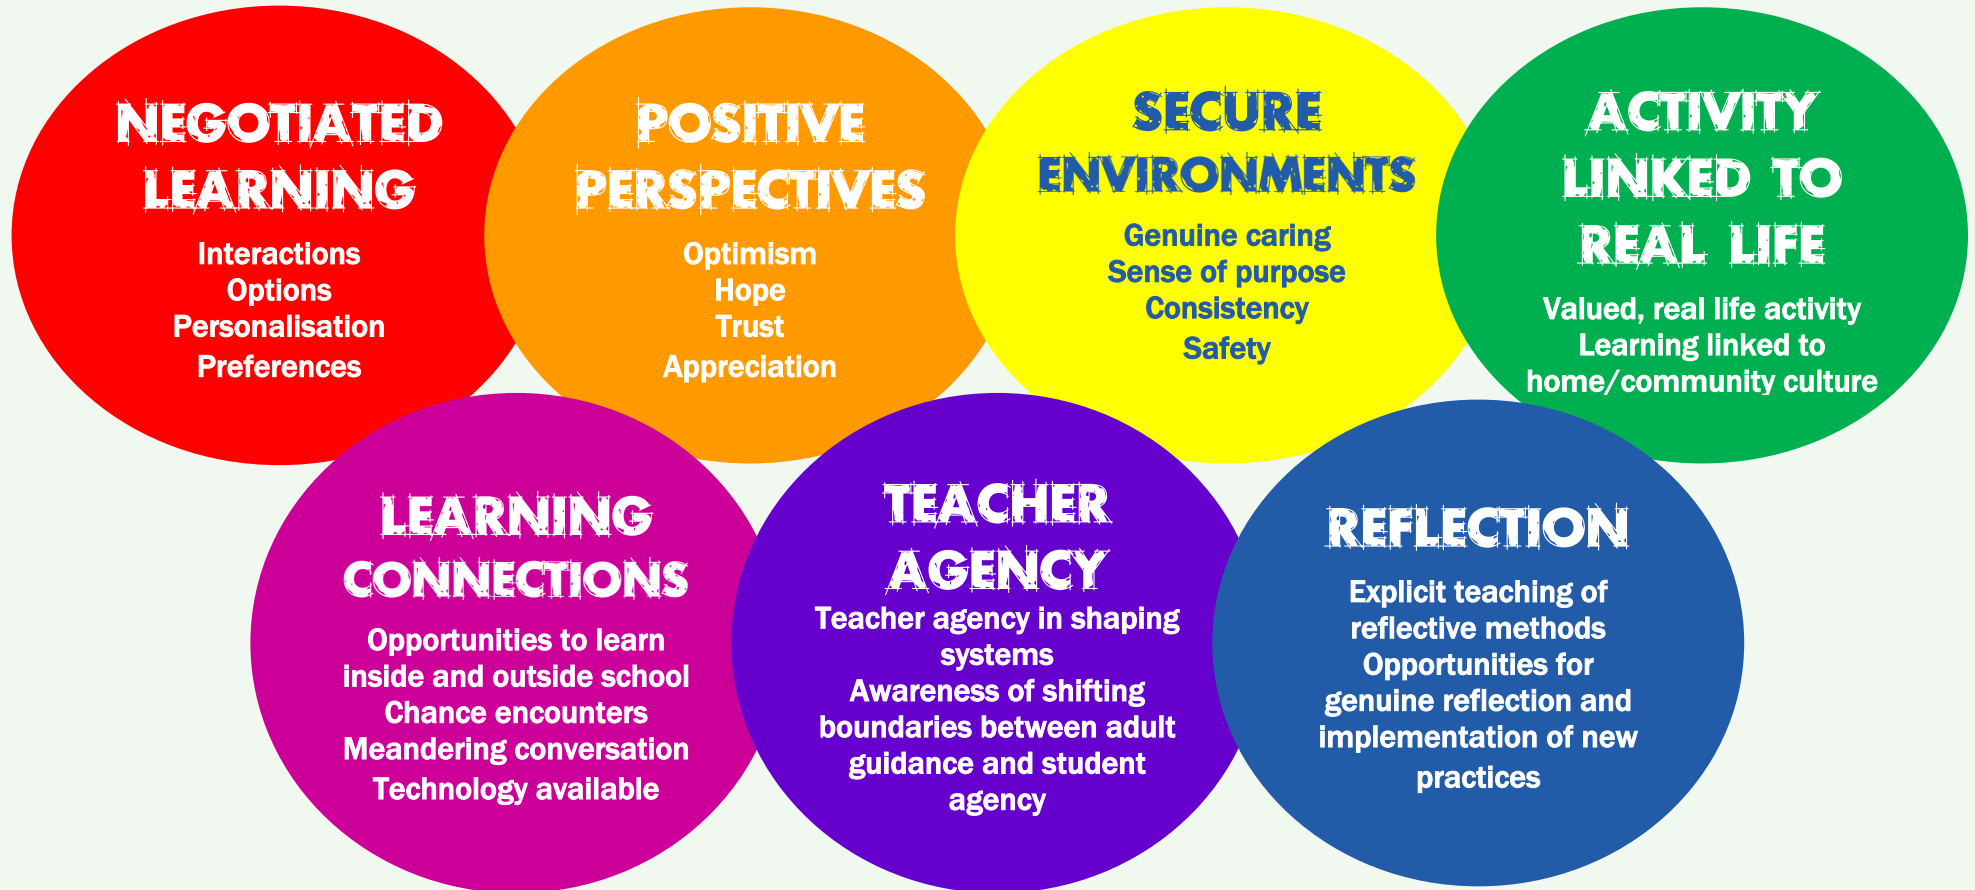 NEGOTIATED
LEARNING
Interactions
Options
Personalisation
Preferences
POSITIVE
PERSPECTIVES
Optimism
Hope
Trust
Appreciation
SECURE
ENVIRONMENTS
Genuine caring
Sense of purpose
Consistency
Safety
ACTIVITY
LINKED TO
REAL LIFE
Valued, real life activity
Learning linked to
home/community culture
LEARNING
CONNECTIONS
Opportunities to learn
inside and outside school
Chance encounters
Meandering conversation
Technology available
TEACHER
AGENCY
Teacher agency in shaping
systems
Awareness of shifting
boundaries between adult
guidance and student
agency
REFLECTION
Explicit teaching of
reflective methods
Opportunities for
genuine reflection and
implementation of new
practices